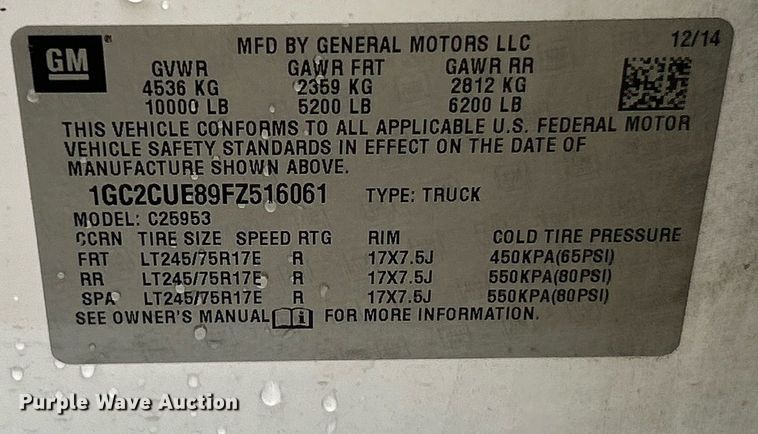 GM
MFD BY GENERAL MOTORS LLC
12/14
GVWR GAWR FRT GAWR RR
4536 KG 2359 KG 2812 KG
10000 LB 5200 LB 6200 LB
THIS VEHICLE CONFORMS TO ALL APPLICABLE U.S. FEDERAL MOTOR
VEHICLE SAFETY STANDARDS IN EFFECT ON THE DATE OF
MANUFACTURE SHOWN ABOVE.
1GC2CUE89FZ516061 TYPE: TRUCK
MODEL: C25953
CCRN TIRE SIZE SPEED RTG RIM COLD TIRE PRESSURE
FRT LT245/75R17E R 17X7.5J 450KPA(65PSI)
RR LT245/75R17E R 17X7.5J 550KPA(80PSI)
SPA LT245/75R17E R 17X7.5J 550KPA(80PSI)
SEE OWNER'S MANUAL FOR MORE INFORMATION.
Purple Wave Auction